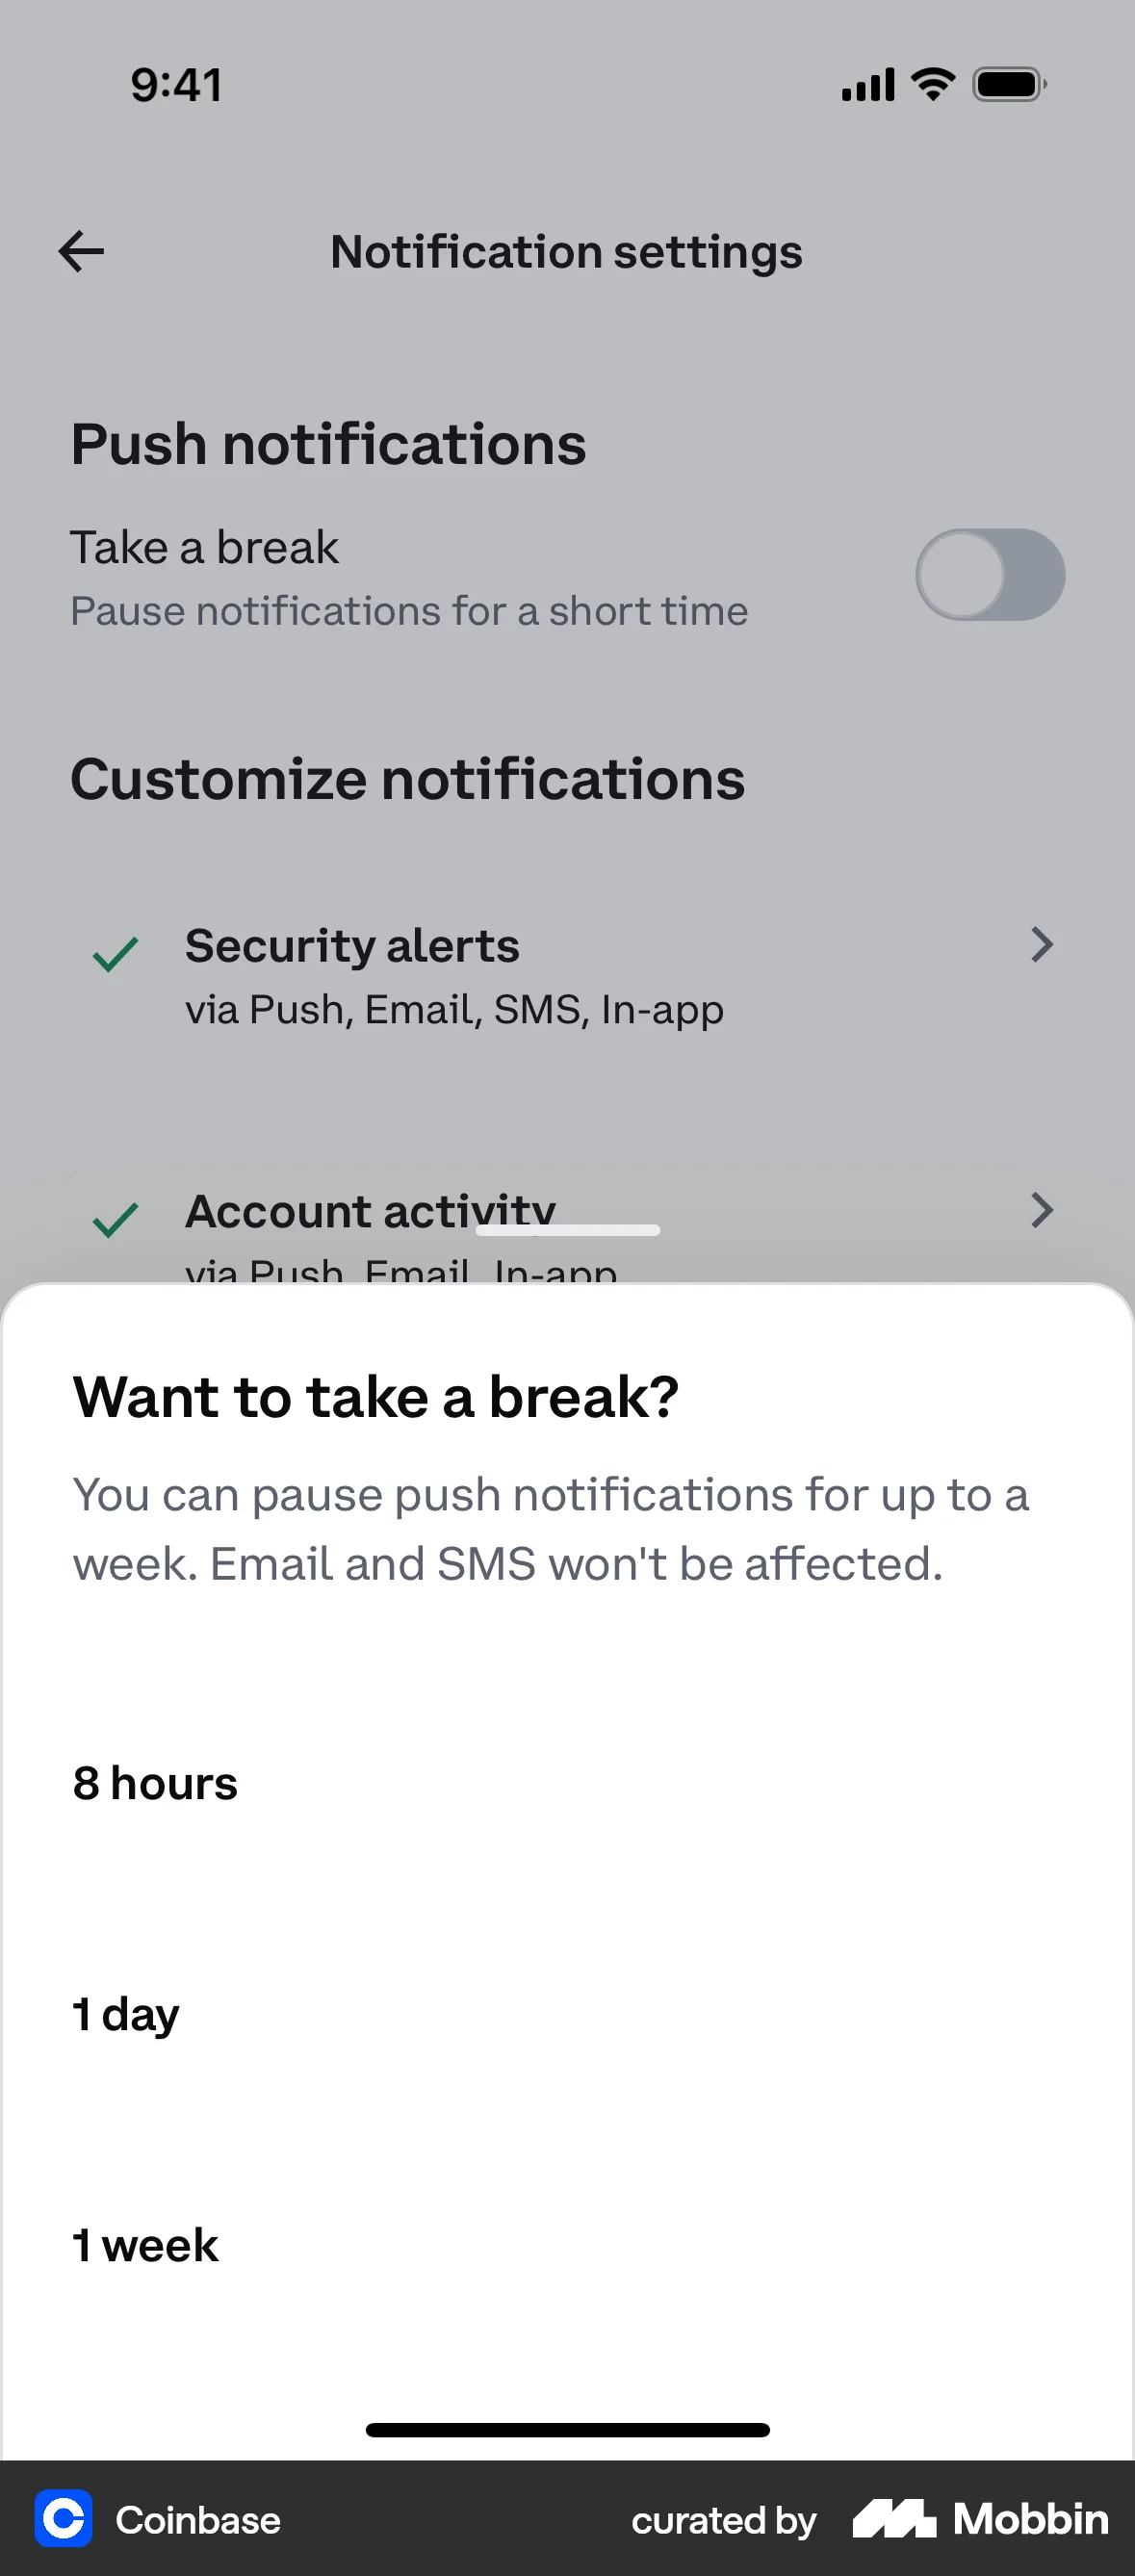 9:41
Notification settings
Push notifications
Take a break
Pause notifications for a short time
Customize notifications
Security alerts
via Push, Email, SMS, In-app
Account activity
via Push, Email, In-app
Want to take a break?
You can pause push notifications for up to a
week. Email and SMS won't be affected.
8 hours
1 day
1 week
Coinbase
curated by Mobbin